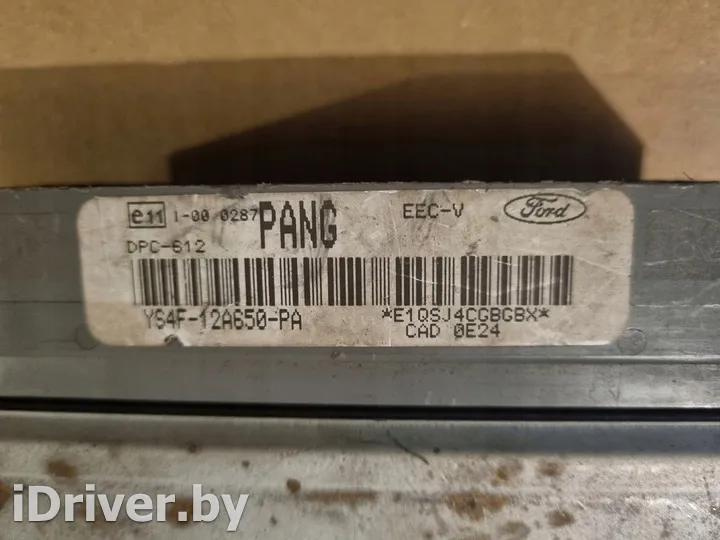 e11 1-00 0287 PANG EEC-V Ford
DPC-612
YS4F-12A650-PA *E1QSJ4CGBGBX*
CAD 0E24
iDriver.by